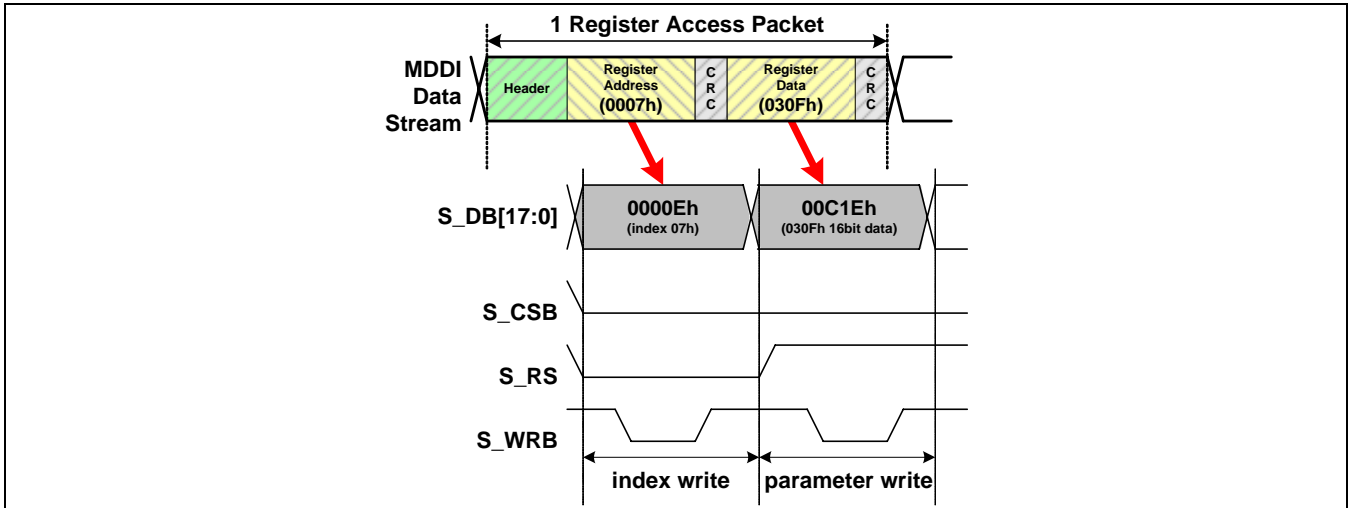 1 Register Access Packet
MDDI
Data
Stream
Header
Register
Address
(0007h)
C
R
C
Register
Data
(030Fh)
C
R
C
S_DB[17:0]
0000Eh
(index 07h)
00C1Eh
(030Fh 16bit data)
S_CSB
S_RS
S_WRB
index write
parameter write